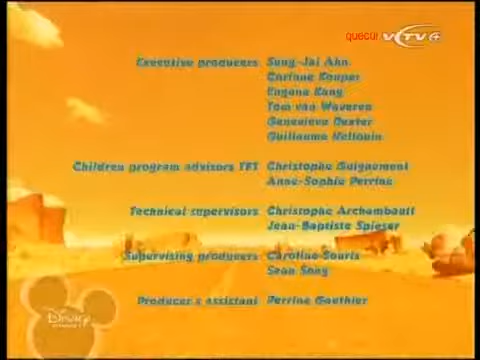 quecur VCTV4
Executive producers Sung-Jai Ahn
Corinne Kouper
Eugene Kang
Tom van Waveren
Genevieve Dexter
Guillaume Hellouin
Children program advisors TF1 Christophe Guignement
Anne-Sophie Perrine
Technical supervisors Christophe Archambault
Jean-Baptiste Spieser
Supervising producers Caroline Souris
Sean Song
Producer's assistant Perrine Gauthier
Disney